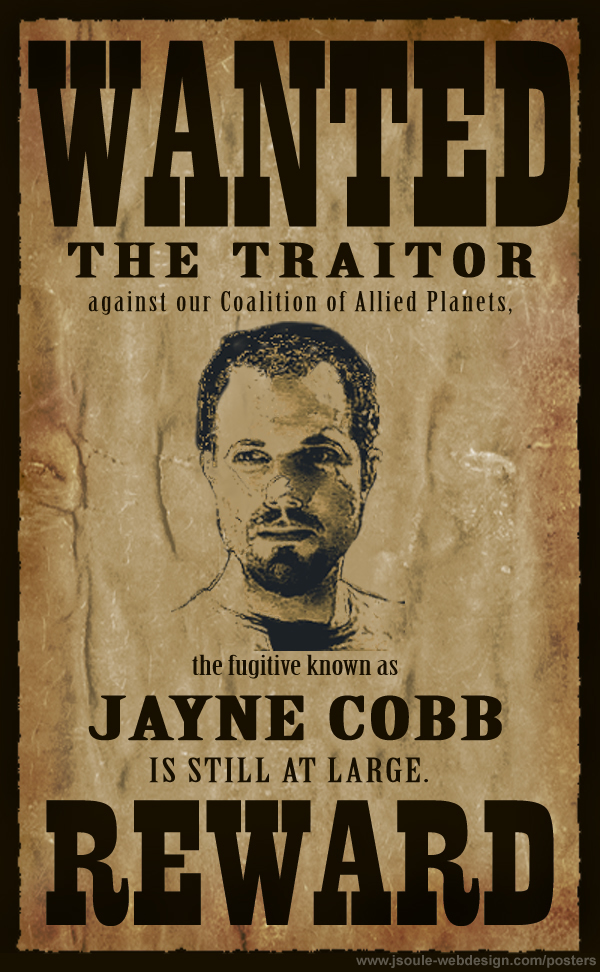 WANTED
THE TRAITOR
against our Coalition of Allied Planets,
the fugitive known as
JAYNE COBB
IS STILL AT LARGE.
REWARD
www.jsoule-webdesign.com/posters